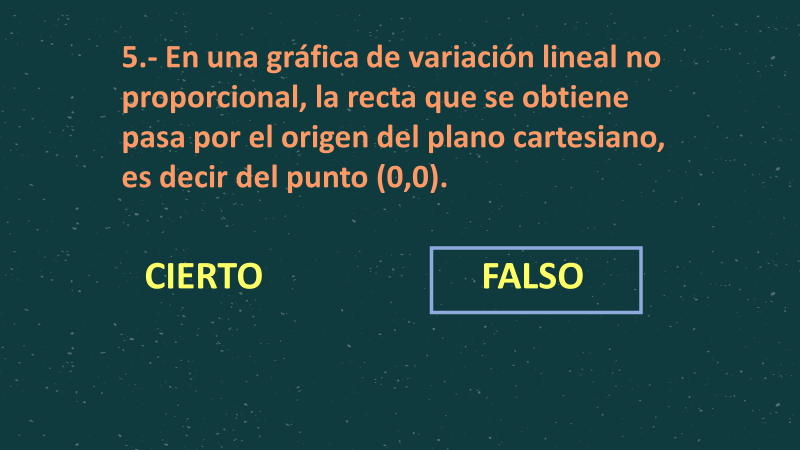 5.- En una gráfica de variación lineal no
proporcional, la recta que se obtiene
pasa por el origen del plano cartesiano,
es decir del punto (0,0).
CIERTO
FALSO